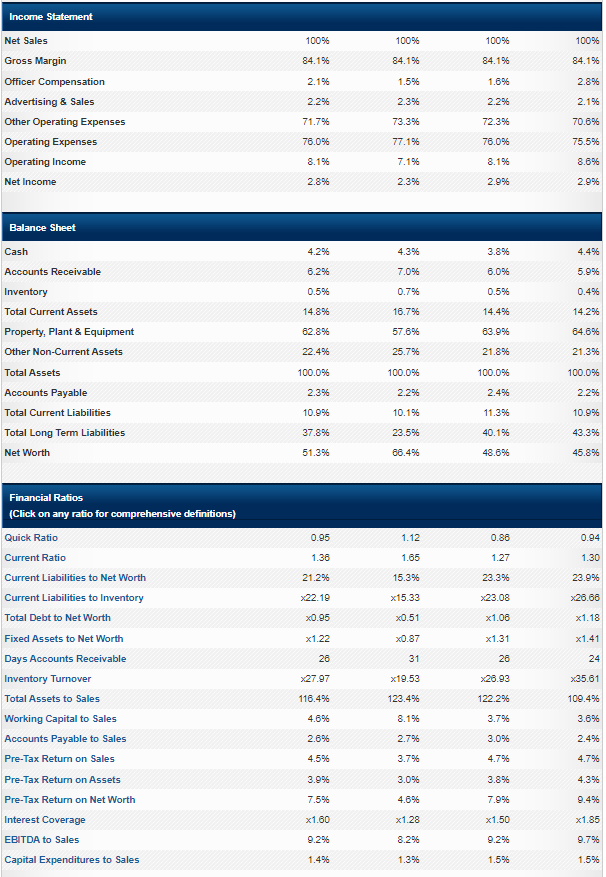 Income Statement
Net Sales 100% 100% 100% 100%
Gross Margin 84.1% 84.1% 84.1% 84.1%
Officer Compensation 2.1% 1.5% 1.6% 2.8%
Advertising & Sales 2.2% 2.3% 2.2% 2.1%
Other Operating Expenses 71.7% 73.3% 72.3% 70.6%
Operating Expenses 76.0% 77.1% 76.0% 75.5%
Operating Income 8.1% 7.1% 8.1% 8.6%
Net Income 2.8% 2.3% 2.9% 2.9%
Balance Sheet
Cash 4.2% 4.3% 3.8% 4.4%
Accounts Receivable 6.2% 7.0% 6.0% 5.9%
Inventory 0.5% 0.7% 0.5% 0.4%
Total Current Assets 14.8% 16.7% 14.4% 14.2%
Property, Plant & Equipment 62.8% 57.6% 63.9% 64.6%
Other Non-Current Assets 22.4% 25.7% 21.8% 21.3%
Total Assets 100.0% 100.0% 100.0% 100.0%
Accounts Payable 2.3% 2.2% 2.4% 2.2%
Total Current Liabilities 10.9% 10.1% 11.3% 10.9%
Total Long Term Liabilities 37.8% 23.5% 40.1% 43.3%
Net Worth 51.3% 66.4% 48.6% 45.8%
Financial Ratios
(Click on any ratio for comprehensive definitions)
Quick Ratio 0.95 1.12 0.86 0.94
Current Ratio 1.36 1.65 1.27 1.30
Current Liabilities to Net Worth 21.2% 15.3% 23.3% 23.9%
Current Liabilities to Inventory x22.19 x15.33 x23.08 x26.66
Total Debt to Net Worth x0.95 x0.51 x1.06 x1.18
Fixed Assets to Net Worth x1.22 x0.87 x1.31 x1.41
Days Accounts Receivable 26 31 26 24
Inventory Turnover x27.97 x19.53 x26.93 x35.61
Total Assets to Sales 116.4% 123.4% 122.2% 109.4%
Working Capital to Sales 4.6% 8.1% 3.7% 3.6%
Accounts Payable to Sales 2.6% 2.7% 3.0% 2.4%
Pre-Tax Return on Sales 4.5% 3.7% 4.7% 4.7%
Pre-Tax Return on Assets 3.9% 3.0% 3.8% 4.3%
Pre-Tax Return on Net Worth 7.5% 4.6% 7.9% 9.4%
Interest Coverage x1.60 x1.28 x1.50 x1.85
EBITDA to Sales 9.2% 8.2% 9.2% 9.7%
Capital Expenditures to Sales 1.4% 1.3% 1.5% 1.5%